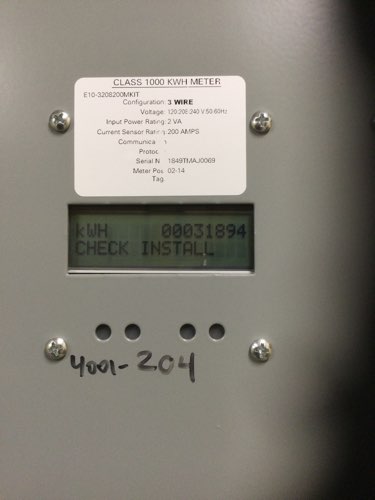 CLASS 1000 KWH METER
E10-3208200MKIT
Configuration: 3 WIRE
Voltage: 120.208.240 V.50.60Hz
Input Power Rating: 2 VA
Current Sensor Rating: 200 AMPS
Communica
Protoc
Serial N 1849TMAJ0069
Meter Pos 02-14
Tag.
kWH 00031894
CHECK INSTALL
4001-204